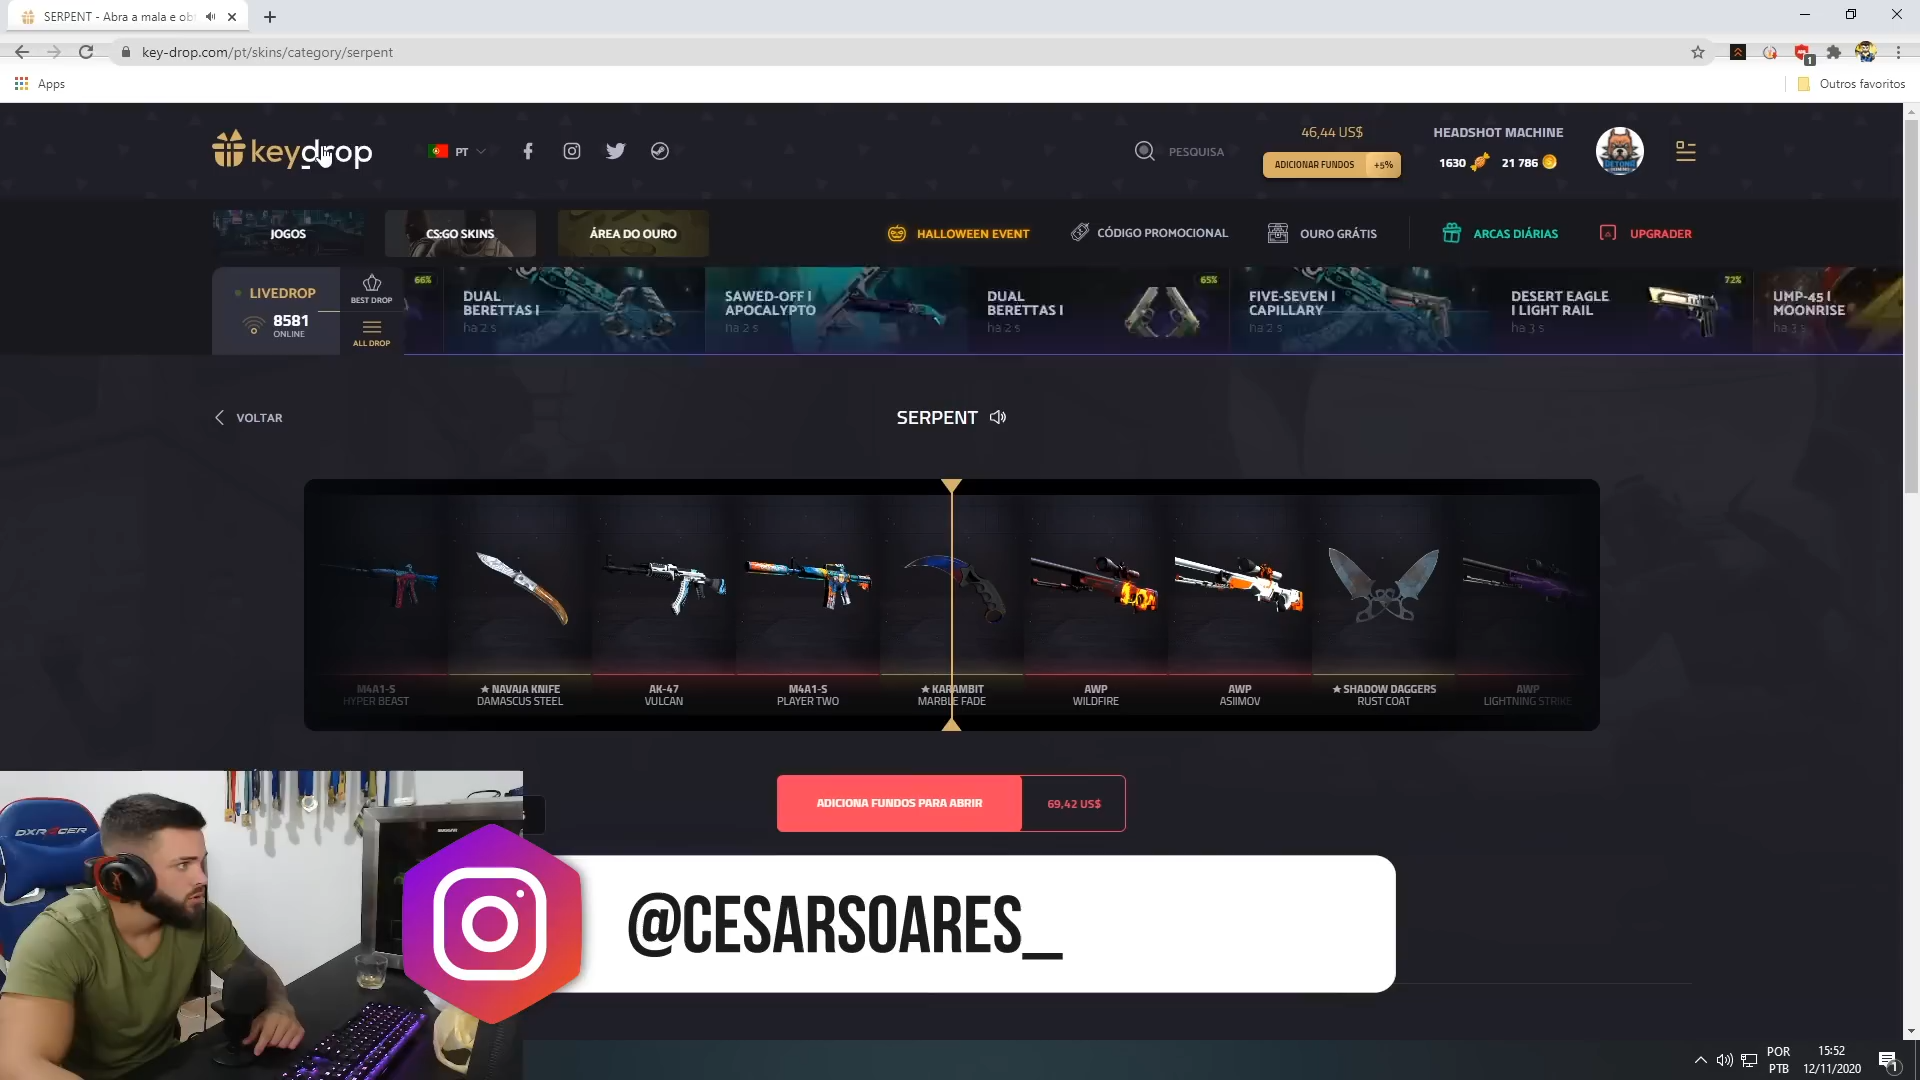 SERPENT - Abra a mala e ob
key-drop.com/pt/skins/category/serpent
1
Apps
Outros favoritos
keydrop
PT
PESQUISA
46,44 US$
ADICIONAR FUNDOS +5%
HEADSHOT MACHINE
1630 21 786
JOGOS
CS:GO SKINS
ÁREA DO OURO
HALLOWEEN EVENT
CÓDIGO PROMOCIONAL
OURO GRÁTIS
ARCAS DIÁRIAS
UPGRADER
LIVEDROP
8581
ONLINE
BEST DROP
ALL DROP
66%
DUAL
BERETTAS I
há 2 s
SAWED-OFF I
APOCALYPTO
há 2 s
DUAL
BERETTAS I
há 2 s
65%
FIVE-SEVEN I
CAPILLARY
há 2 s
DESERT EAGLE
I LIGHT RAIL
há 3 s
72%
UMP-45 I
MOONRISE
há 3 s
VOLTAR
SERPENT
M4A1-S
HYPER BEAST
★ NAVAJA KNIFE
DAMASCUS STEEL
AK-47
VULCAN
M4A1-S
PLAYER TWO
★ KARAMBIT
MARBLE FADE
AWP
WILDFIRE
AWP
ASIIMOV
★ SHADOW DAGGERS
RUST COAT
AWP
LIGHTNING STRIKE
ADICIONA FUNDOS PARA ABRIR
69,42 US$
DXRACER
@CESARSOARES_
POR
PTB
15:52
12/11/2020
1